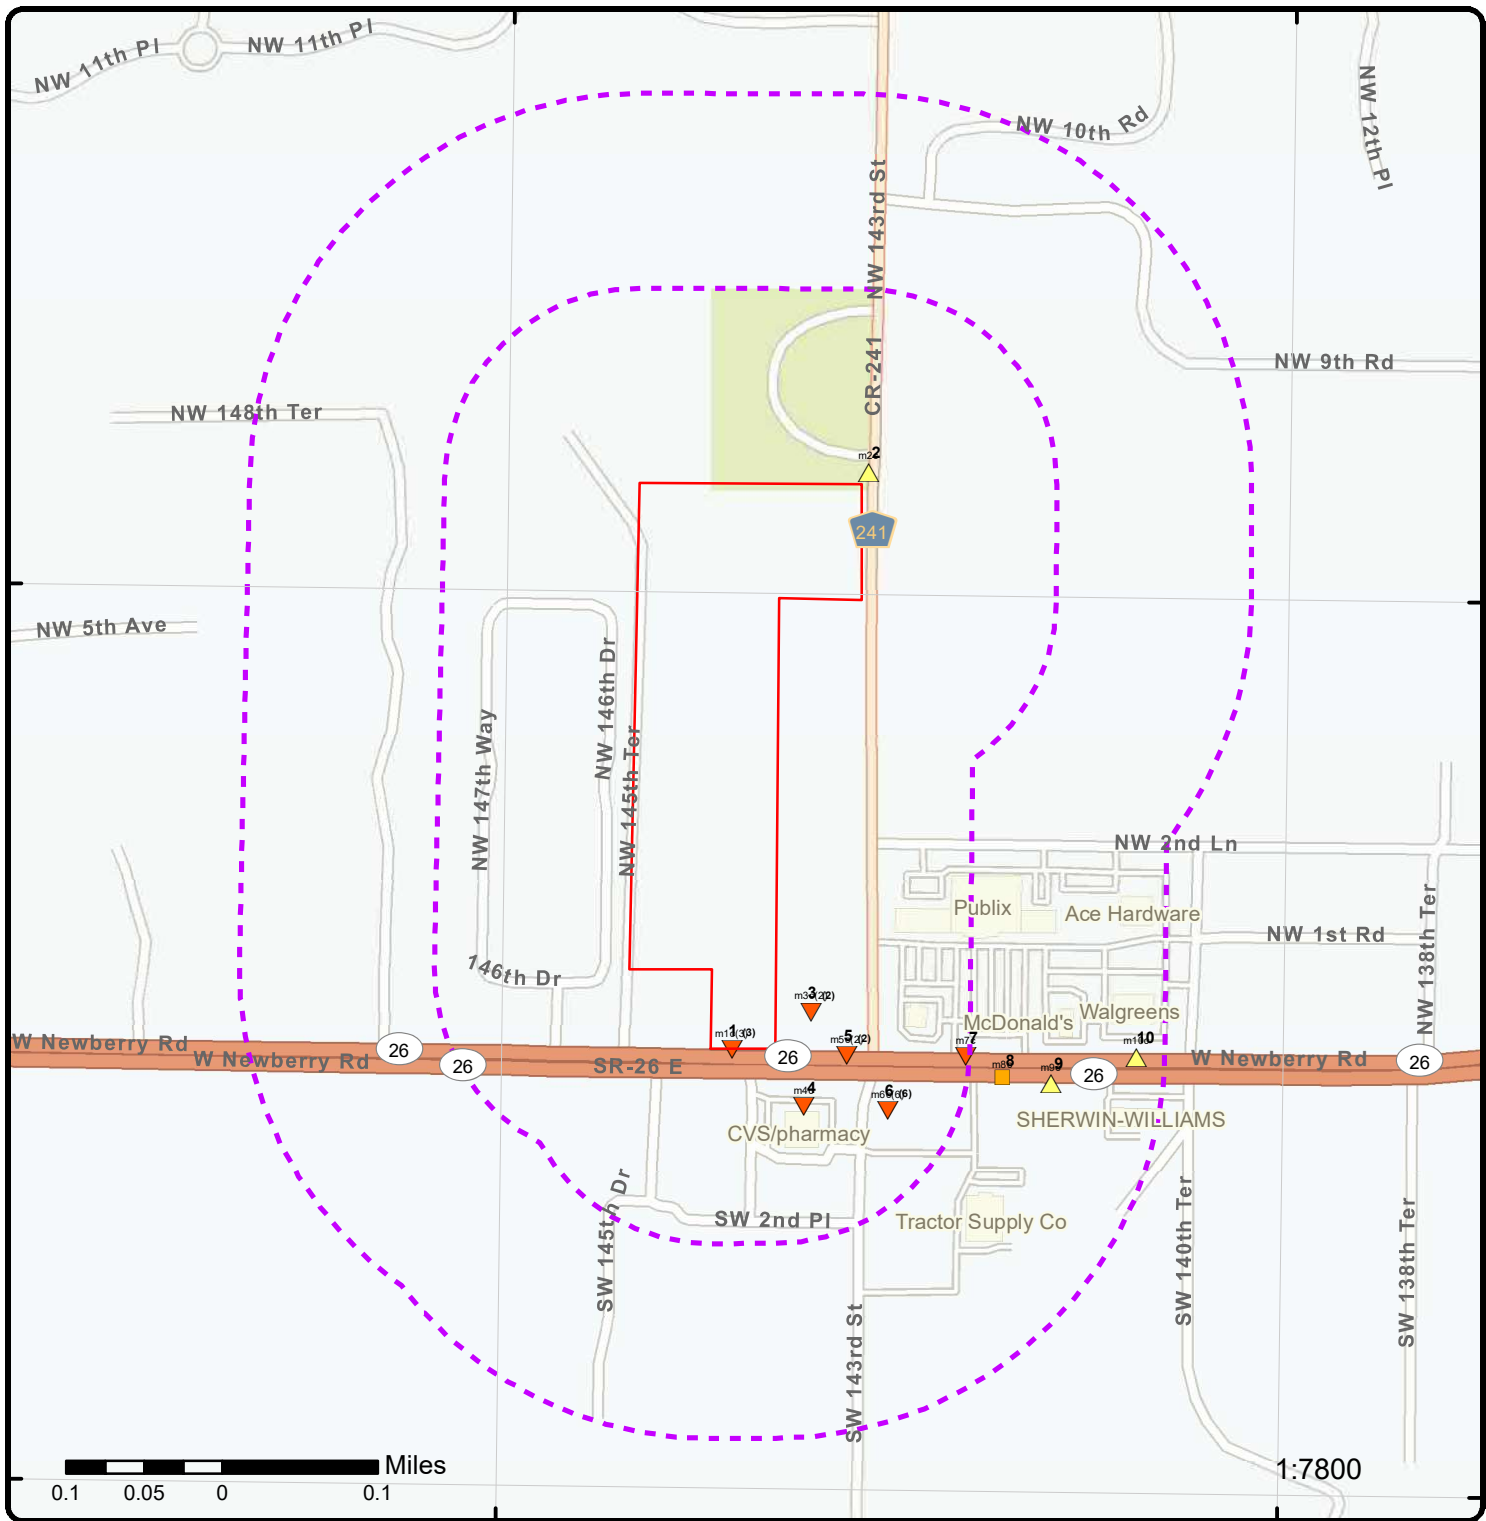 NW 11th Pl
NW 11th Pl
NW 10th Rd
NW 12th Pl
NW 143rd St
CR-241
NW 9th Rd
NW 148th Ter
2
241
NW 5th Ave
NW 146th Dr
NW 147th Way
NW 145th Ter
NW 2nd Ln
Publix
Ace Hardware
NW 1st Rd
NW 138th Ter
146th Dr
3
(2)
Walgreens
McDonald's
1
(3)
5
(2)
7
10
W Newberry Rd
26
W Newberry Rd
26
SR-26 E
26
8
9
26
W Newberry Rd
26
4
6
(6)
CVS/pharmacy
SHERWIN-WILLIAMS
SW 145th Dr
SW 2nd Pl
Tractor Supply Co
SW 140th Ter
SW 138th Ter
SW 143rd St
Miles
0.1 0.05 0 0.1
1:7800